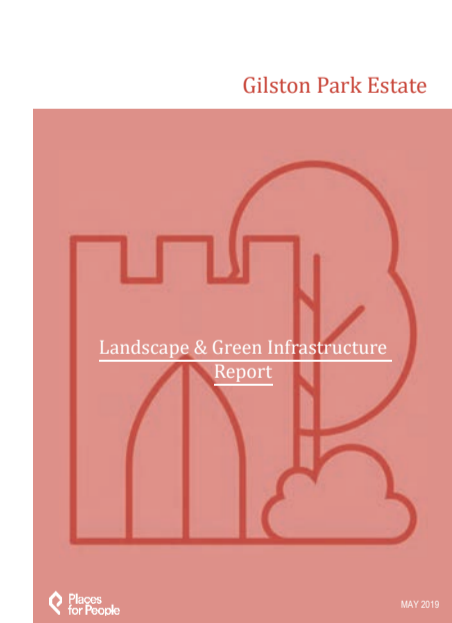 Gilston Park Estate
Landscape & Green Infrastructure
Report
Places
for People
MAY 2019